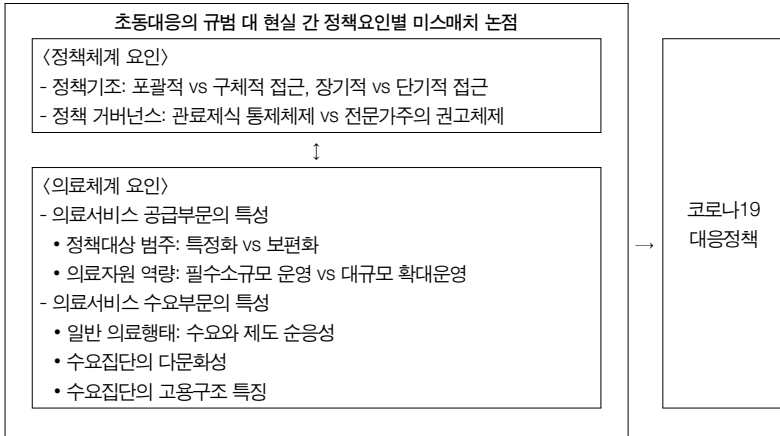 초동대응의 규범 대 현실 간 정책요인별 미스매치 논점
〈정책체계 요인〉
- 정책기조: 포괄적 vs 구체적 접근, 장기적 vs 단기적 접근
- 정책 거버넌스: 관료제식 통제체제 vs 전문가주의 권고체제
↕
〈의료체계 요인〉
- 의료서비스 공급부문의 특성
• 정책대상 범주: 특정화 vs 보편화
• 의료자원 역량: 필수소규모 운영 vs 대규모 확대운영
- 의료서비스 수요부문의 특성
• 일반 의료행태: 수요와 제도 순응성
• 수요집단의 다문화성
• 수요집단의 고용구조 특징
→
코로나19
대응정책